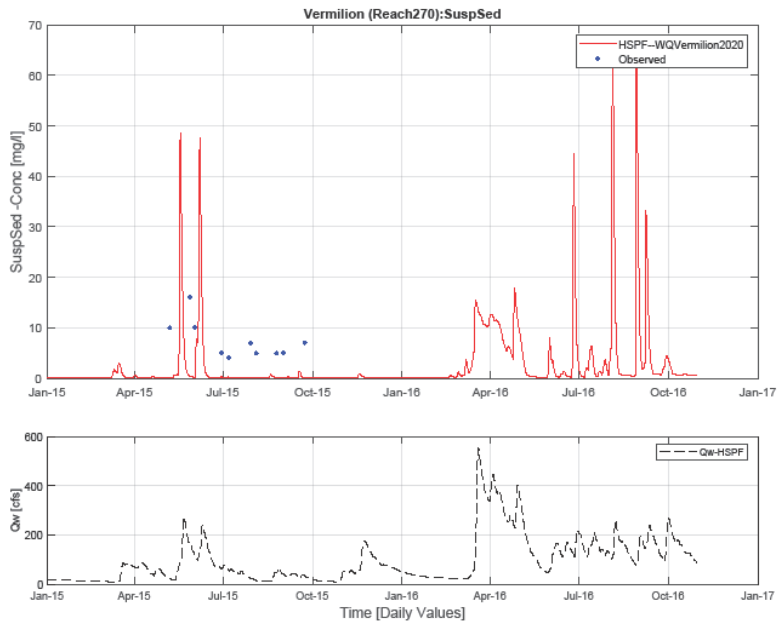 Vermilion (Reach270):SuspSed
70
60
50
40
30
20
10
0
SuspSed -Conc [mg/l]
HSPF--WQVermilion2020
Observed
Jan-15 Apr-15 Jul-15 Oct-15 Jan-16 Apr-16 Jul-16 Oct-16 Jan-17
600
400
200
0
Qw [cfs]
Qw-HSPF
Jan-15 Apr-15 Jul-15 Oct-15 Jan-16 Apr-16 Jul-16 Oct-16 Jan-17
Time [Daily Values]